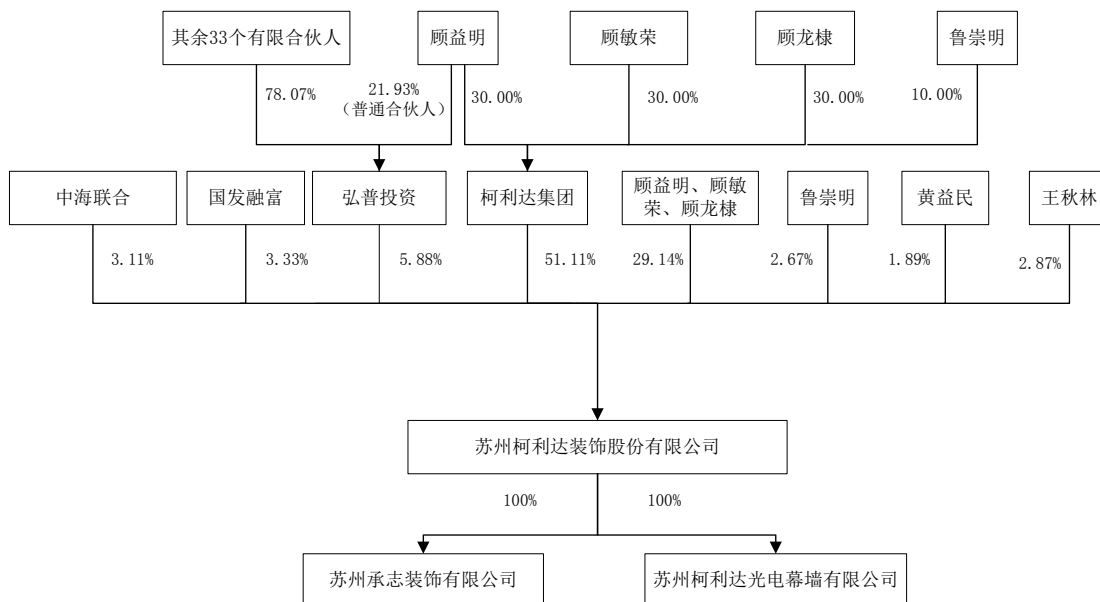 其余33个有限合伙人
顾益明
顾敏荣
顾龙棣
鲁崇明
78.07%
21.93%
（普通合伙人）
30.00%
30.00%
30.00%
10.00%
中海联合
国发融富
弘普投资
柯利达集团
顾益明、顾敏
荣、顾龙棣
鲁崇明
黄益民
王秋林
3.11%
3.33%
5.88%
51.11%
29.14%
2.67%
1.89%
2.87%
苏州柯利达装饰股份有限公司
100%
100%
苏州承志装饰有限公司
苏州柯利达光电幕墙有限公司